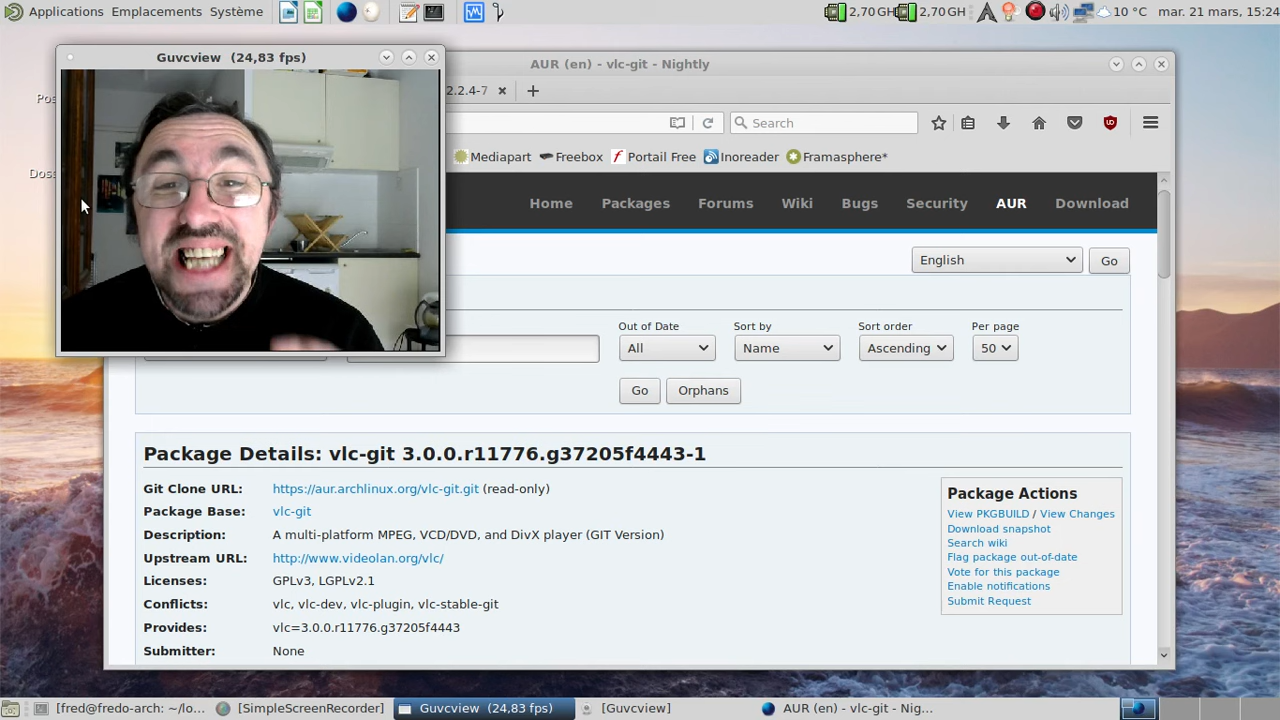 Applications Emplacements Système
2,70 GH 2,70 GH 10 °C mar. 21 mars, 15:24
Guvcview (24,83 fps)
AUR (en) - vlc-git - Nightly
2.2.4-7
Search
Mediapart Freebox Portail Free Inoreader Framasphere*
Home Packages Forums Wiki Bugs Security AUR Download
English Go
Out of Date Sort by Sort order Per page
All Name Ascending 50
Go Orphans
Package Details: vlc-git 3.0.0.r11776.g37205f4443-1
Git Clone URL: https://aur.archlinux.org/vlc-git.git (read-only)
Package Base: vlc-git
Description: A multi-platform MPEG, VCD/DVD, and DivX player (GIT Version)
Upstream URL: http://www.videolan.org/vlc/
Licenses: GPLv3, LGPLv2.1
Conflicts: vlc, vlc-dev, vlc-plugin, vlc-stable-git
Provides: vlc=3.0.0.r11776.g37205f4443
Submitter: None
Package Actions
View PKGBUILD / View Changes
Download snapshot
Search wiki
Flag package out-of-date
Vote for this package
Enable notifications
Submit Request
[fred@fredo-arch: ~/lo... [SimpleScreenRecorder] Guvcview (24,83 fps) [Guvcview] AUR (en) - vlc-git - Nig...